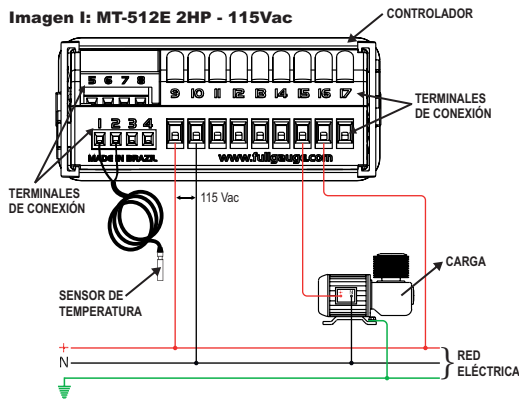 Imagen I: MT-512E 2HP - 115Vac
CONTROLADOR
5 6 7 8
9 10 11 12 13 14 15 16 17
TERMINALES
DE CONEXIÓN
1 2 3 4
MADE IN BRAZIL
www.fullgauge.com
TERMINALES
DE CONEXIÓN
115 Vac
SENSOR DE
TEMPERATURA
CARGA
+
N
RED
ELÉCTRICA